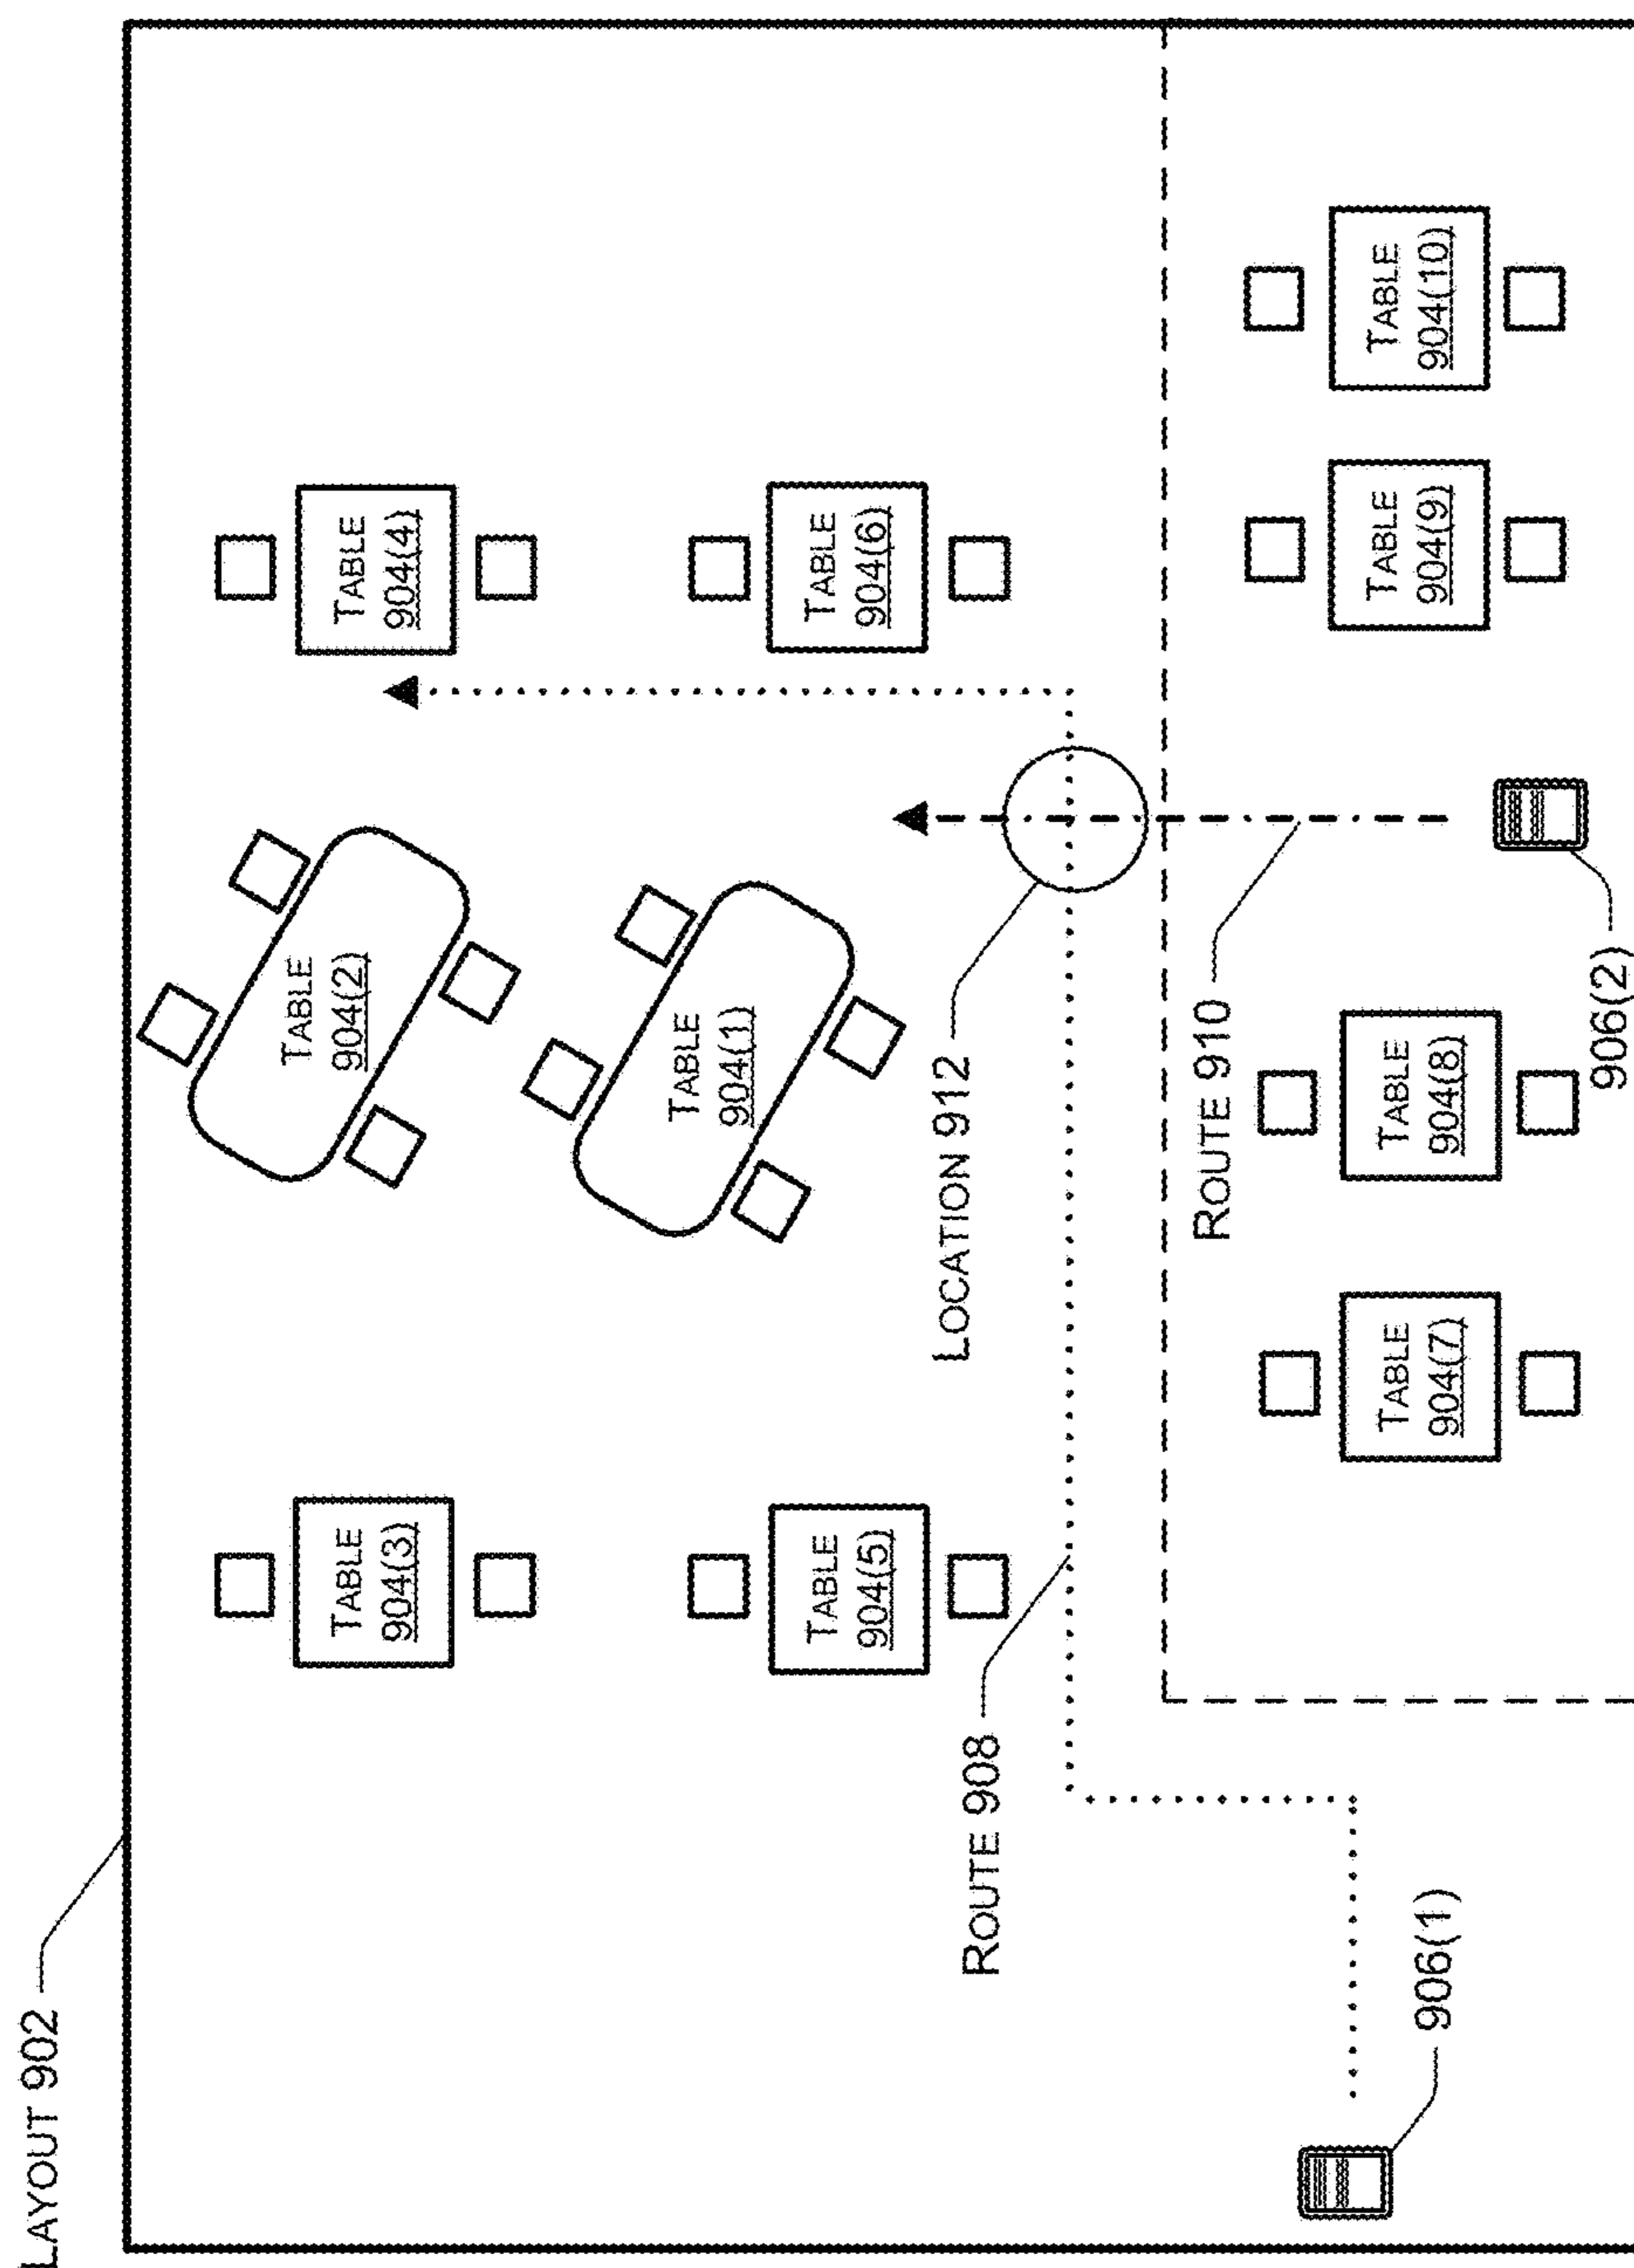 LAYOUT 902
TABLE
904(3)
TABLE
904(2)
TABLE
904(4)
TABLE
904(5)
TABLE
904(1)
TABLE
904(6)
ROUTE 908
LOCATION 912
ROUTE 910
906(1)
TABLE
904(7)
TABLE
904(8)
TABLE
904(9)
TABLE
904(10)
906(2)